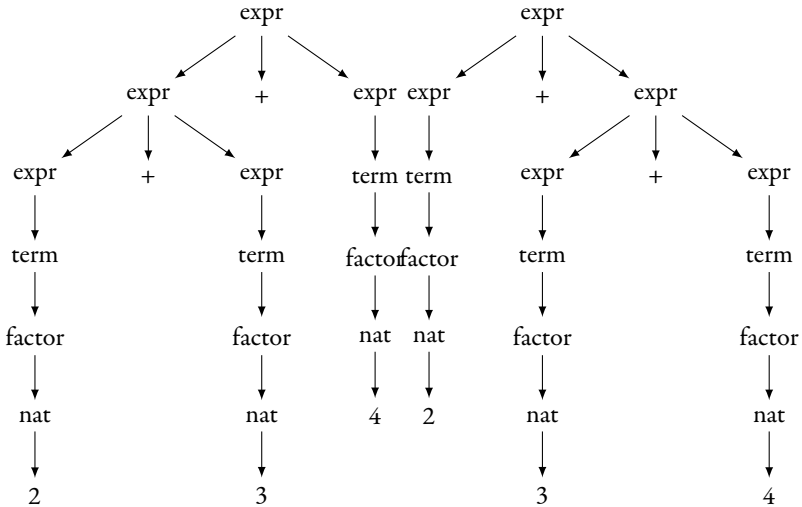 expr expr
expr + expr expr + expr
expr + expr term term expr + expr
term term factor factor term term
factor factor nat nat factor factor
nat nat 4 2 nat nat
2 3 3 4